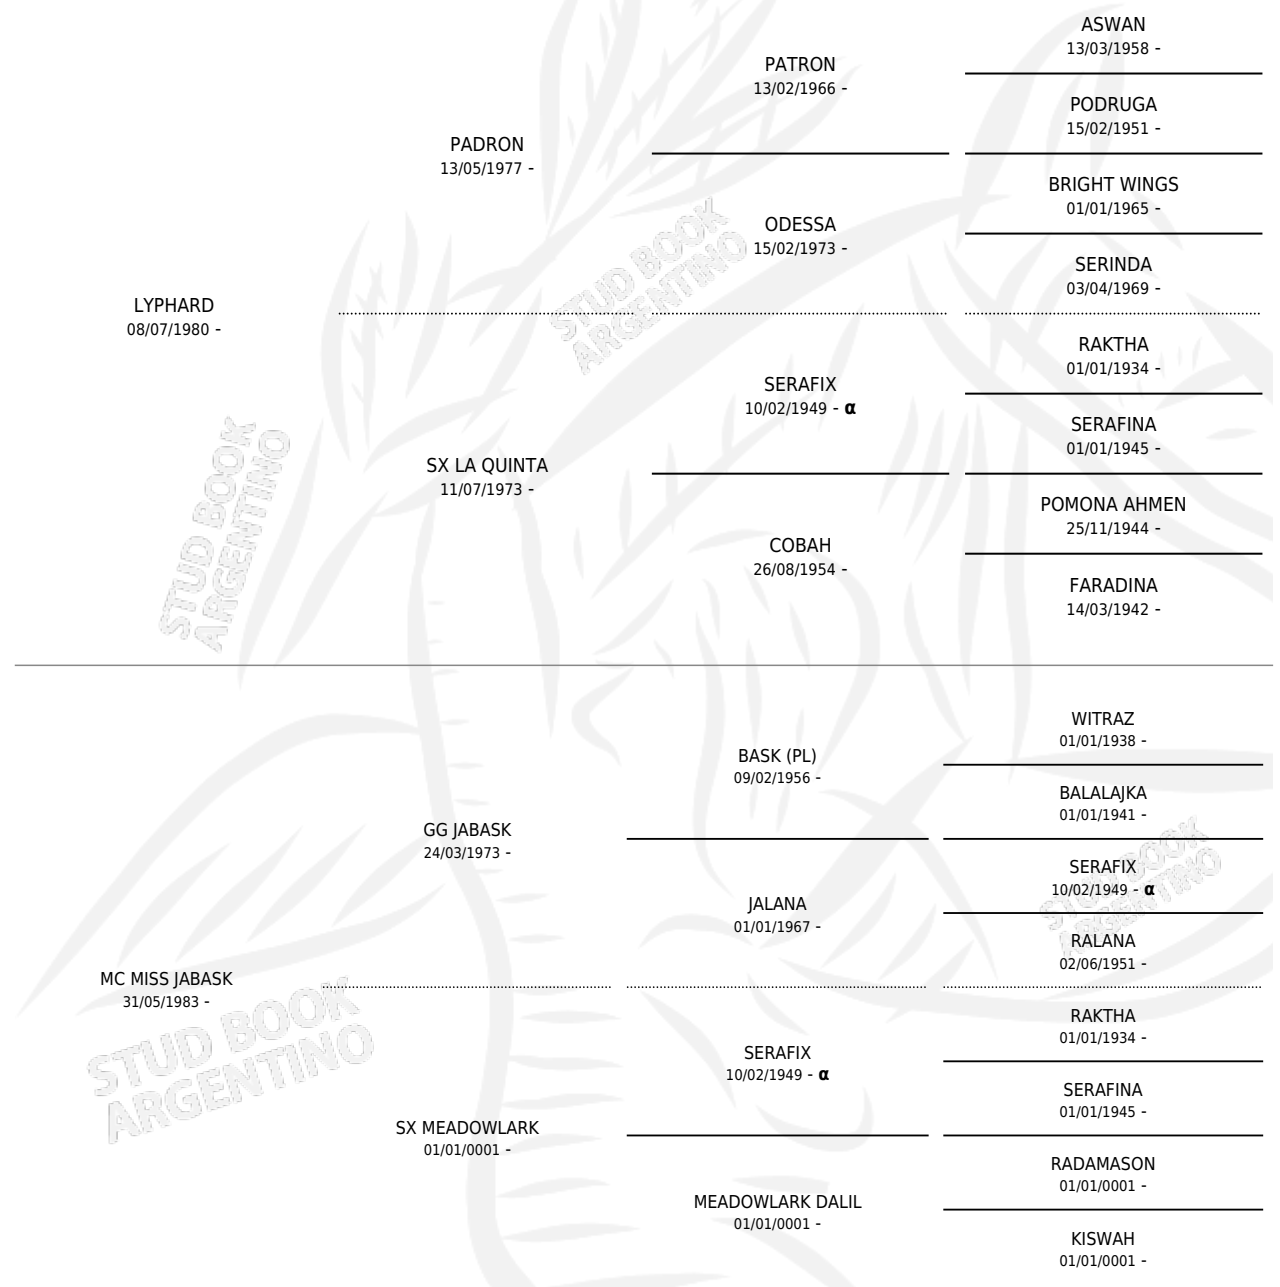 ASWAN
13/03/1958 -
PATRON
13/02/1966 -
PODRUGA
15/02/1951 -
PADRON
13/05/1977 -
BRIGHT WINGS
01/01/1965 -
ODESSA
15/02/1973 -
SERINDA
03/04/1969 -
LYPHARD
08/07/1980 -
RAKTHA
01/01/1934 -
SERAFIX
10/02/1949 - α
SERAFINA
01/01/1945 -
SX LA QUINTA
11/07/1973 -
POMONA AHMEN
25/11/1944 -
COBAH
26/08/1954 -
FARADINA
14/03/1942 -
STUD BOOK
ARGENTINO
STUD BOOK
ARGENTINO
WITRAZ
01/01/1938 -
BASK (PL)
09/02/1956 -
BALALAJKA
01/01/1941 -
GG JABASK
24/03/1973 -
SERAFIX
10/02/1949 - α
JALANA
01/01/1967 -
RALANA
02/06/1951 -
MC MISS JABASK
31/05/1983 -
RAKTHA
01/01/1934 -
SERAFIX
10/02/1949 - α
SERAFINA
01/01/1945 -
SX MEADOWLARK
01/01/0001 -
RADAMASON
01/01/0001 -
MEADOWLARK DALIL
01/01/0001 -
KISWAH
01/01/0001 -
STUD BOOK
ARGENTINO
STUD BOOK
ARGENTINO